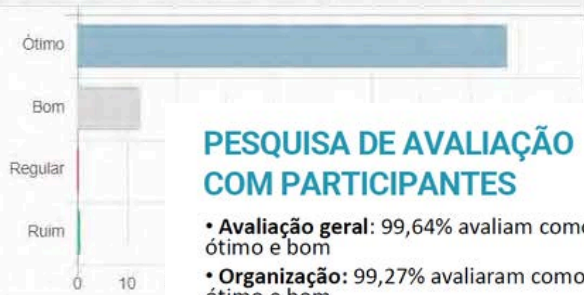 Ótimo
Bom
Regular
Ruim
0 10
PESQUISA DE AVALIAÇÃO
COM PARTICIPANTES
• Avaliação geral: 99,64% avaliam como
ótimo e bom
• Organização: 99,27% avaliaram como